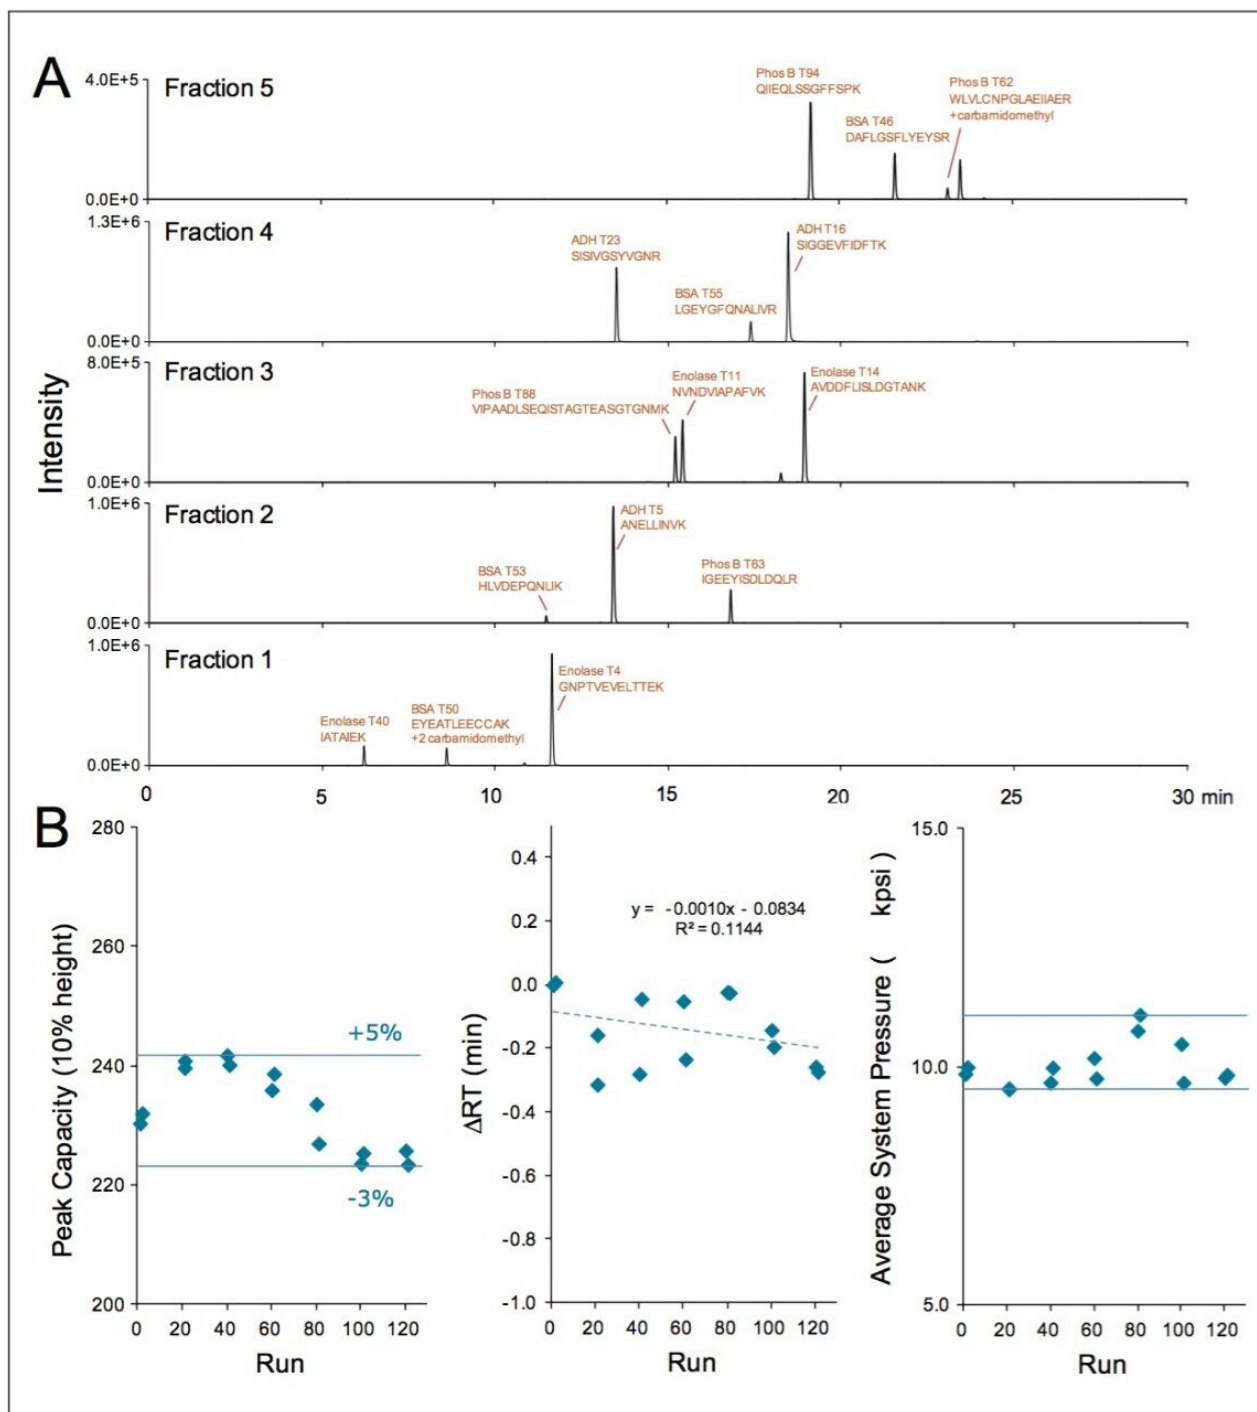 A
Intensity
4.0E+5
Fraction 5
0.0E+0
Phos B T94
QIIEQLSSGFFSPK
BSA T46
DAFLGSFLYEYSR
Phos B T62
WLVLCNPGLAEIIAER
+carbamidomethyl
1.3E+6
Fraction 4
0.0E+0
ADH T23
SISIVGSYVGNR
BSA T55
LGEYGFQNALIVR
ADH T16
SIGGEVFIDFTK
8.0E+5
Fraction 3
0.0E+0
Phos B T88
VIPAADLSEQISTAGTEASGTGNMK
Enolase T11
NVNDVIAPAFVK
Enolase T14
AVDDFLISLDGTANK
1.0E+6
Fraction 2
0.0E+0
BSA T53
HLVDEPQNLIK
ADH T5
ANELLINVK
Phos B T63
IGEEYISDLDQLR
1.0E+6
Fraction 1
0.0E+0
Enolase T40
IATAIEK
BSA T50
EYEATLEECCAK
+2 carbamidomethyl
Enolase T4
GNPTVEVELTTEK
0 5 10 15 20 25 30 min
B
Peak Capacity (10% height)
280
260
240
220
200
+5%
-3%
0 20 40 60 80 100 120
Run
ΔRT (min)
0.4
0.2
0.0
-0.2
-0.4
-0.6
-0.8
-1.0
y = -0.0010x - 0.0834
R² = 0.1144
0 20 40 60 80 100 120
Run
Average System Pressure ( kpsi )
15.0
10.0
5.0
0 20 40 60 80 100 120
Run